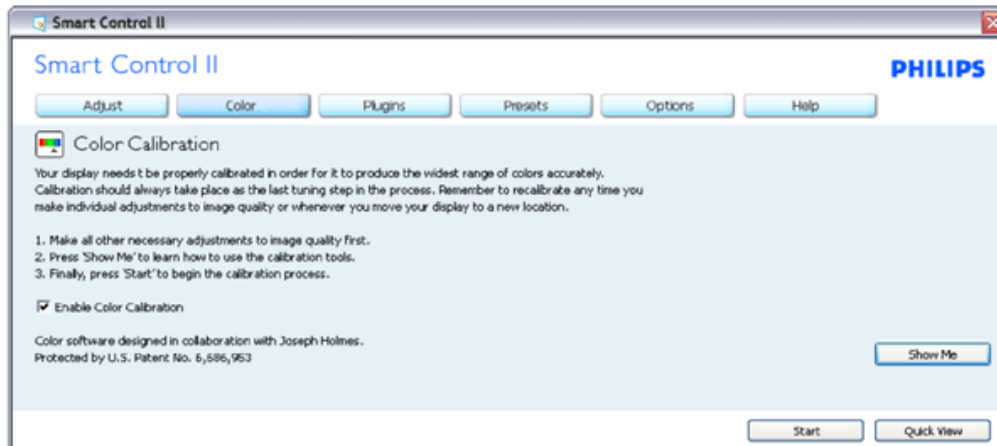 Smart Control II
Smart Control II
PHILIPS
Adjust Color Plugins Presets Options Help
Color Calibration
Your display needs t be properly calibrated in order for it to produce the widest range of colors accurately.
Calibration should always take place as the last tuning step in the process. Remember to recalibrate any time you
make individual adjustments to image quality or whenever you move your display to a new location.
1. Make all other necessary adjustments to image quality first.
2. Press 'Show Me' to learn how to use the calibration tools.
3. Finally, press 'Start' to begin the calibration process.
Enable Color Calibration
Color software designed in collaboration with Joseph Holmes.
Protected by U.S. Patent No. 6,686,953
Show Me
Start Quick View